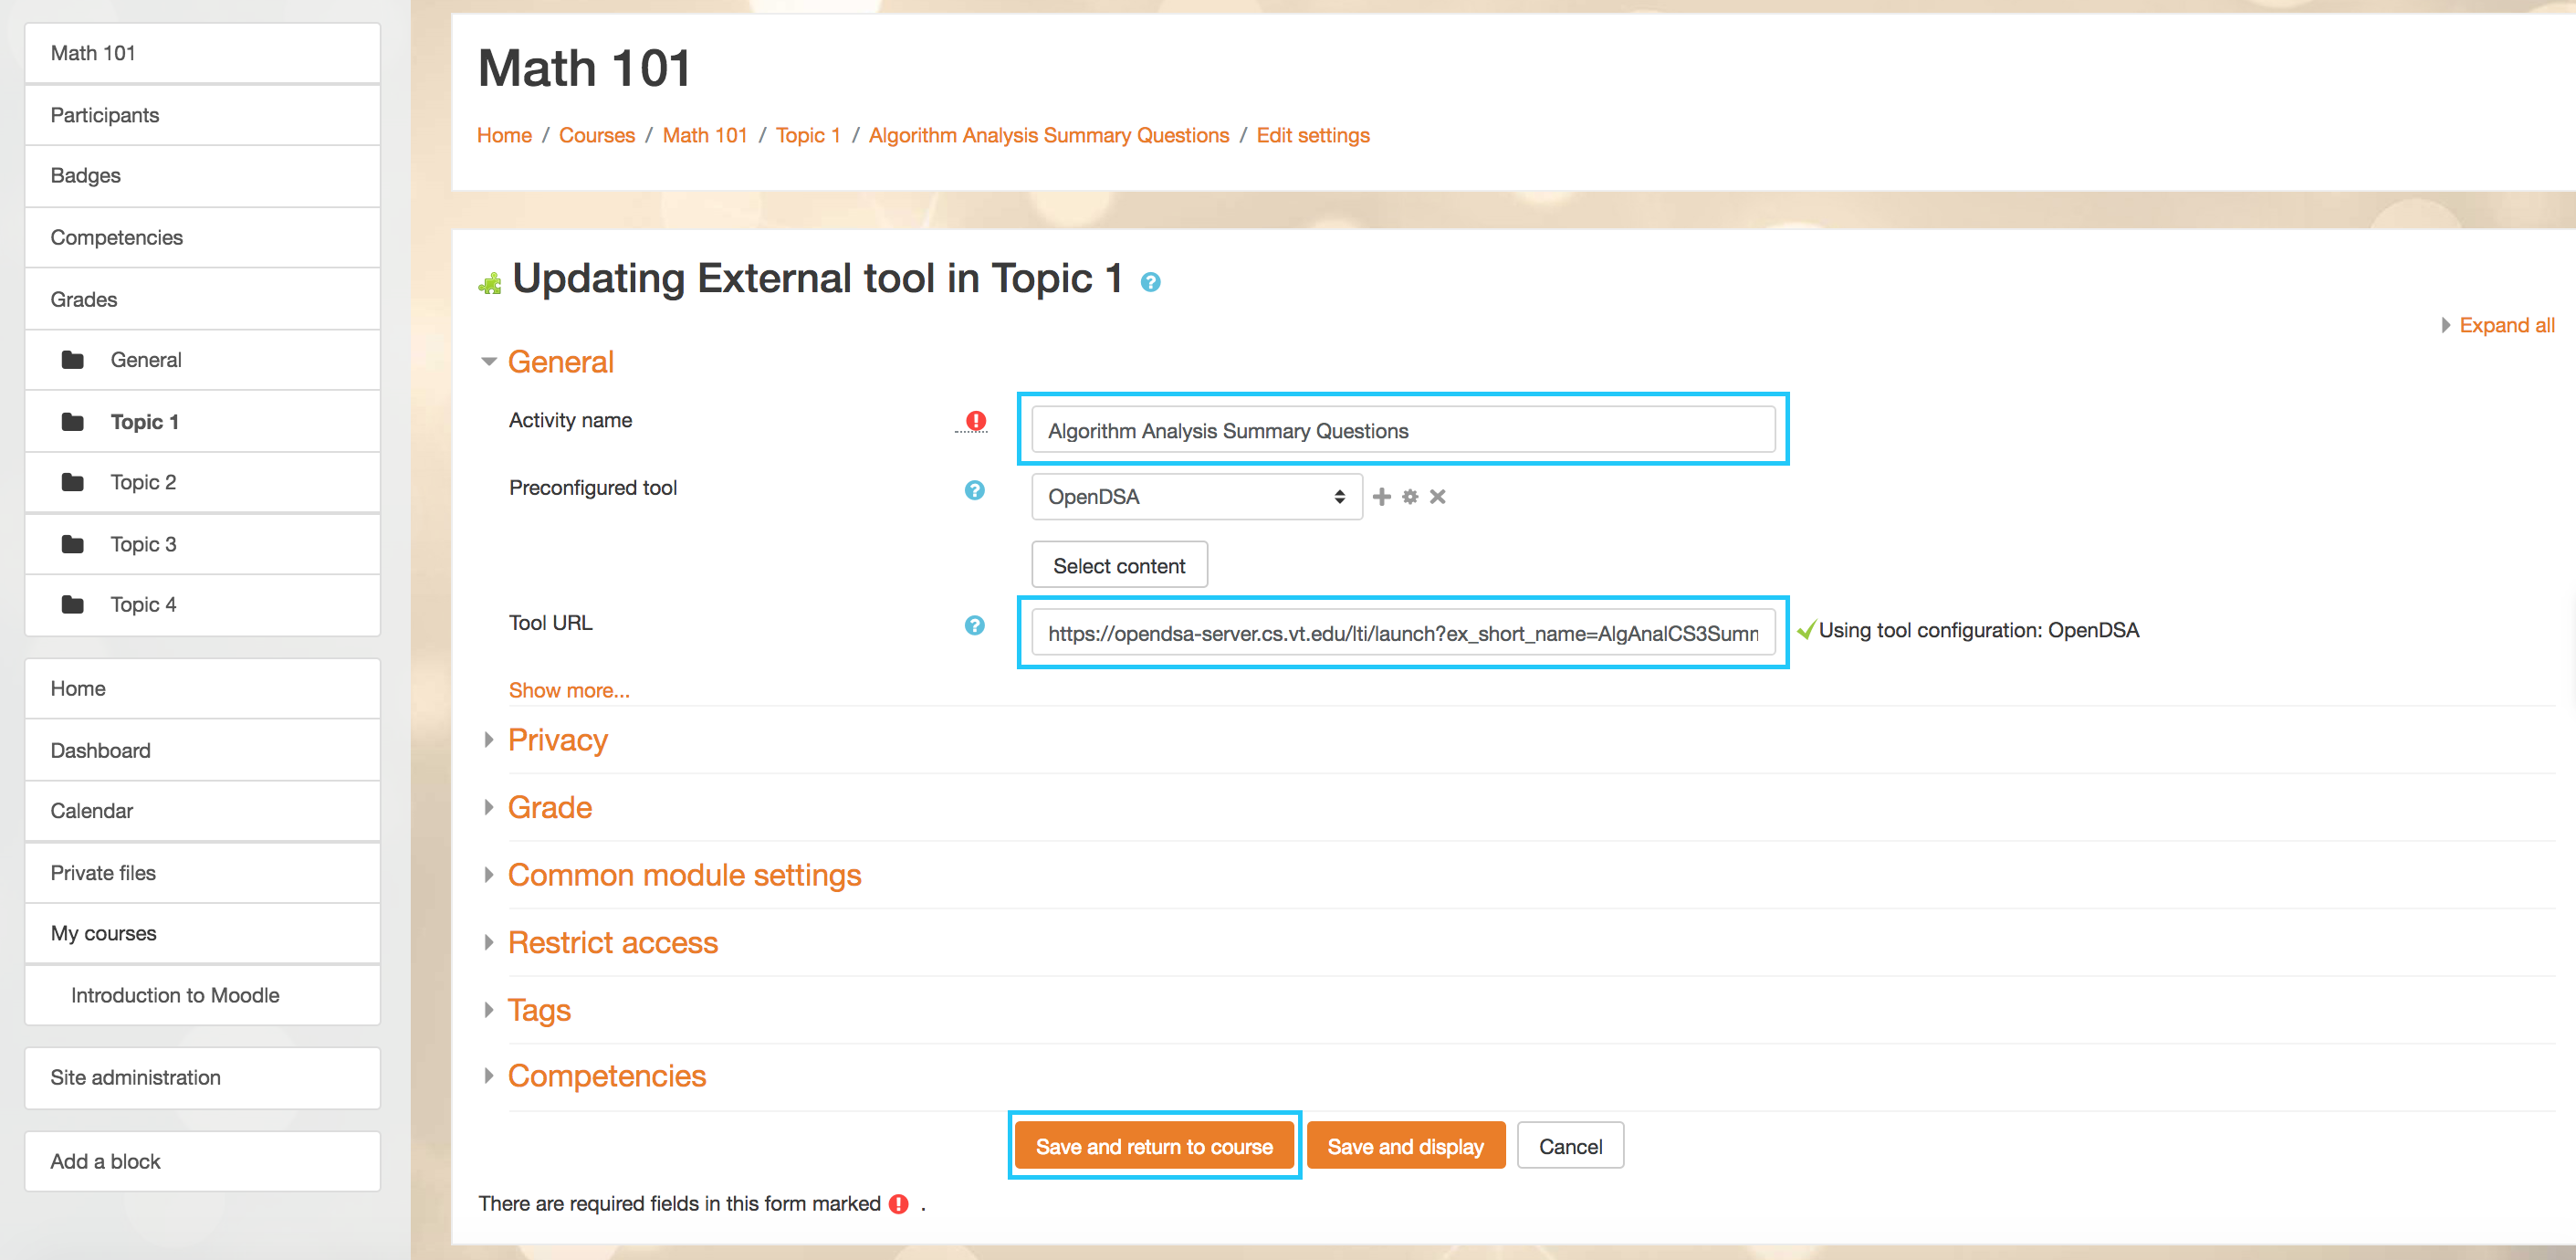 Math 101
Participants
Badges
Competencies
Grades
General
Topic 1
Topic 2
Topic 3
Topic 4
Home
Dashboard
Calendar
Private files
My courses
Introduction to Moodle
Site administration
Add a block
Math 101
Home / Courses / Math 101 / Topic 1 / Algorithm Analysis Summary Questions / Edit settings
Updating External tool in Topic 1
Expand all
General
Activity name
Algorithm Analysis Summary Questions
Preconfigured tool
OpenDSA
Select content
Tool URL
https://opendsa-server.cs.vt.edu/lti/launch?ex_short_name=AlgAnalCS3Sumn
Using tool configuration: OpenDSA
Show more...
Privacy
Grade
Common module settings
Restrict access
Tags
Competencies
Save and return to course
Save and display
Cancel
There are required fields in this form marked .